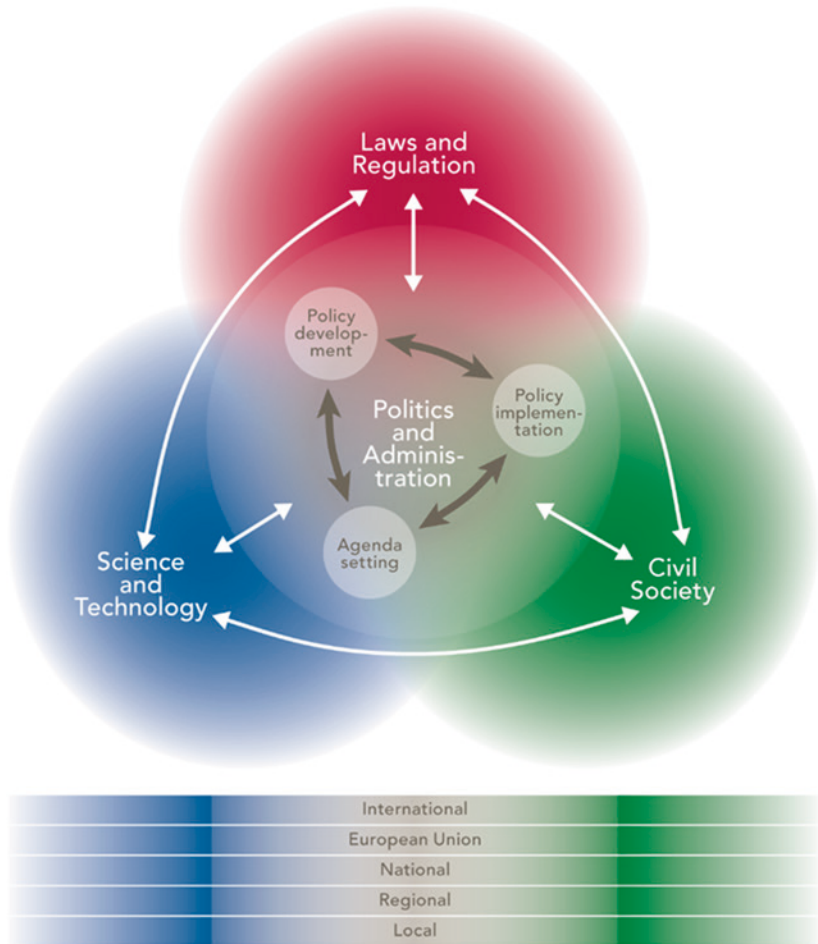 Laws and
Regulation
Policy
develop-
ment
Policy
implemen-
tation
Politics
and
Adminis-
tration
Agenda
setting
Science
and
Technology
Civil
Society
International
European Union
National
Regional
Local